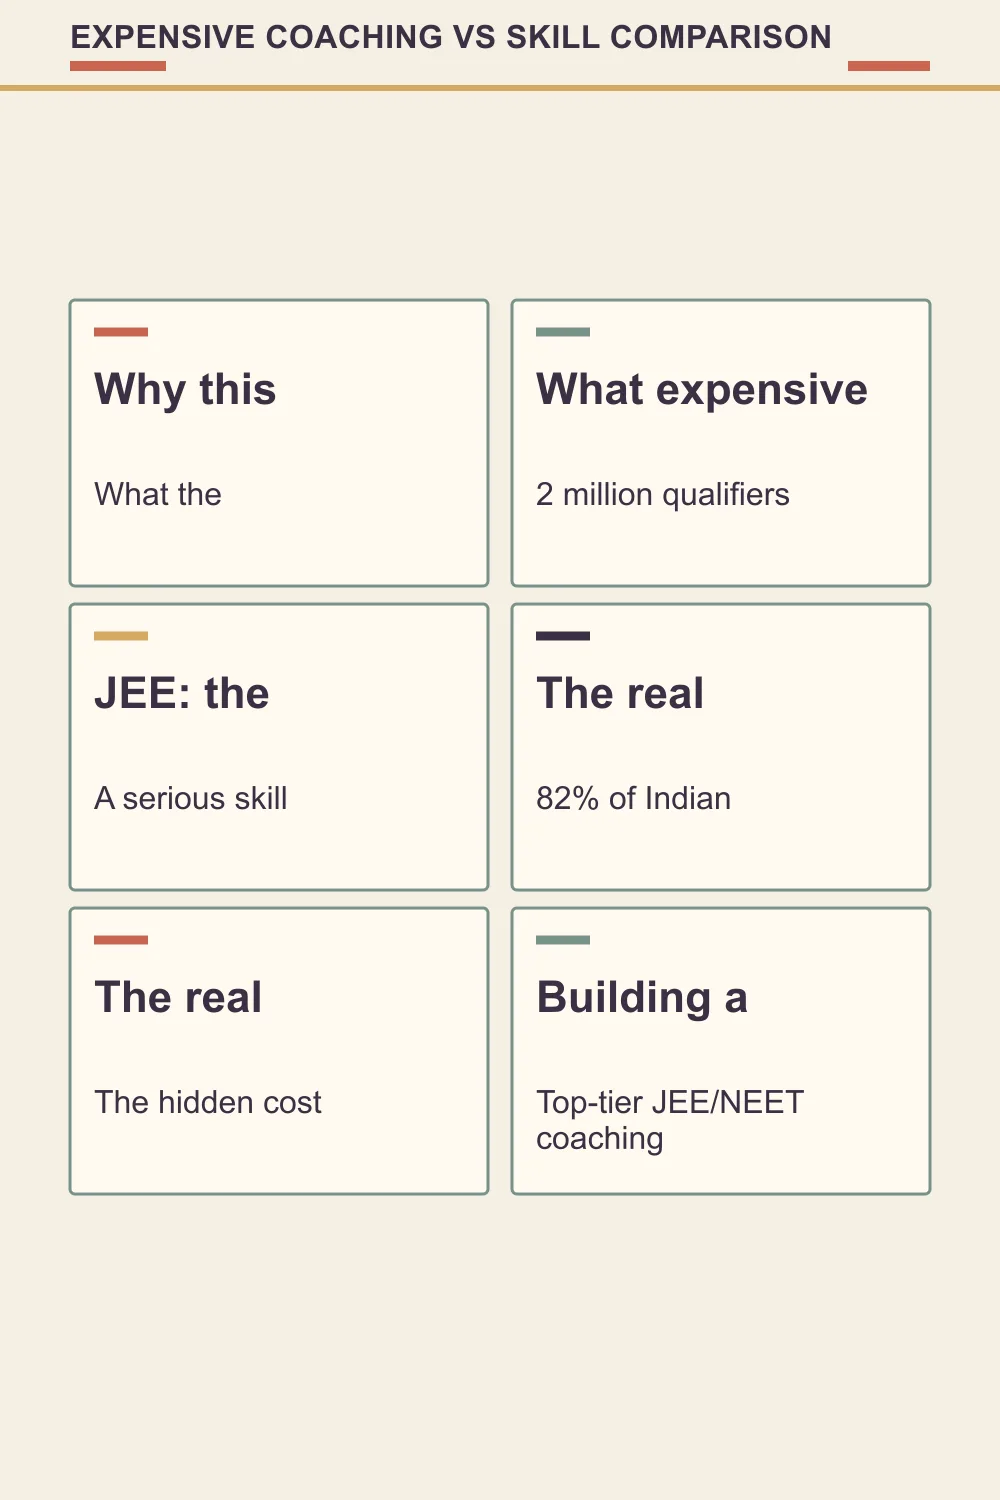 EXPENSIVE COACHING VS SKILL COMPARISON
Why this
What the
What expensive
2 million qualifiers
JEE: the
A serious skill
The real
82% of Indian
The real
The hidden cost
Building a
Top-tier JEE/NEET
coaching